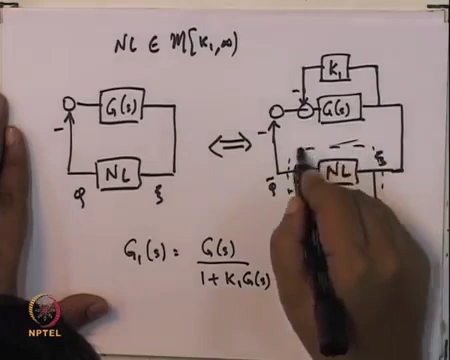 NL ∈ M[K₁, ∞)
K₁
G(s)
G(s)
NL
NL
G₁(s) = G(s) / 1 + K₁G(s)
NPTEL